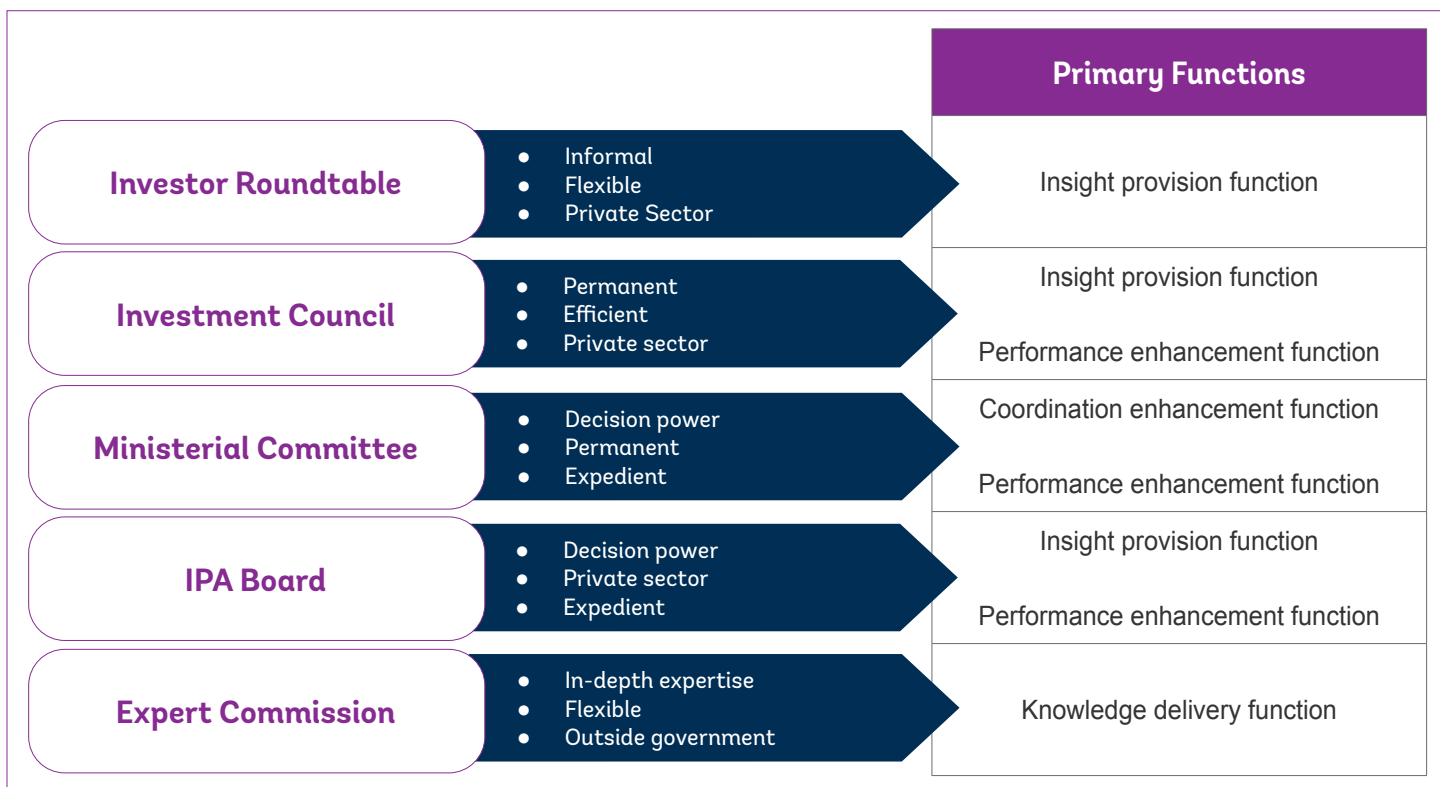 Primary Functions
Investor Roundtable
● Informal
● Flexible
● Private Sector
Insight provision function
Investment Council
● Permanent
● Efficient
● Private sector
Insight provision function
Performance enhancement function
Ministerial Committee
● Decision power
● Permanent
● Expedient
Coordination enhancement function
Performance enhancement function
IPA Board
● Decision power
● Private sector
● Expedient
Insight provision function
Performance enhancement function
Expert Commission
● In-depth expertise
● Flexible
● Outside government
Knowledge delivery function